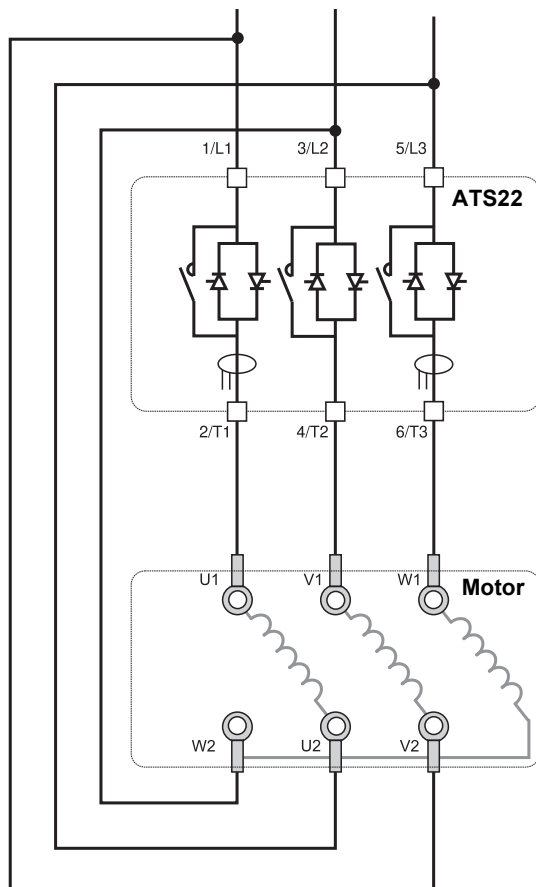 1/L1 3/L2 5/L3
ATS22
2/T1 4/T2 6/T3
U1 V1 W1 Motor
W2 U2 V2